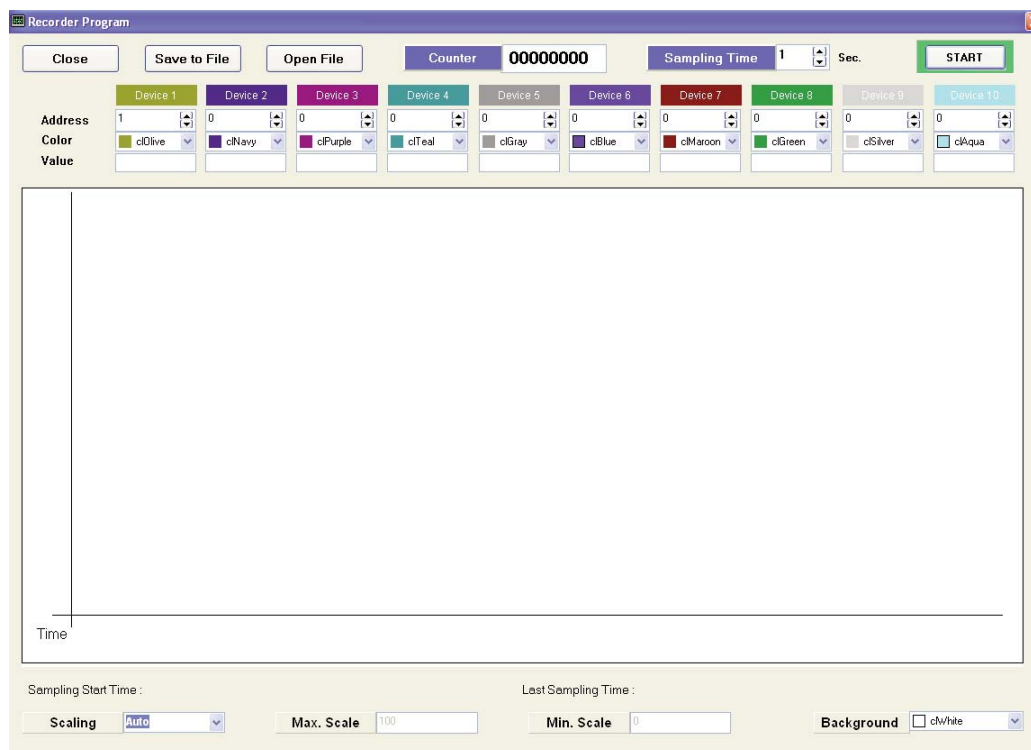 Recorder Program
Close Save to File Open File Counter 00000000 Sampling Time 1 Sec. START
Device 1 Device 2 Device 3 Device 4 Device 5 Device 6 Device 7 Device 8 Device 9 Device 10
Address 1 0 0 0 0 0 0 0 0 0
Color clOlive clNavy clPurple clTeal clGray clBlue clMaroon clGreen clSilver clAqua
Value
Time
Sampling Start Time : Last Sampling Time :
Scaling Auto Max. Scale 100 Min. Scale 0 Background clWhite